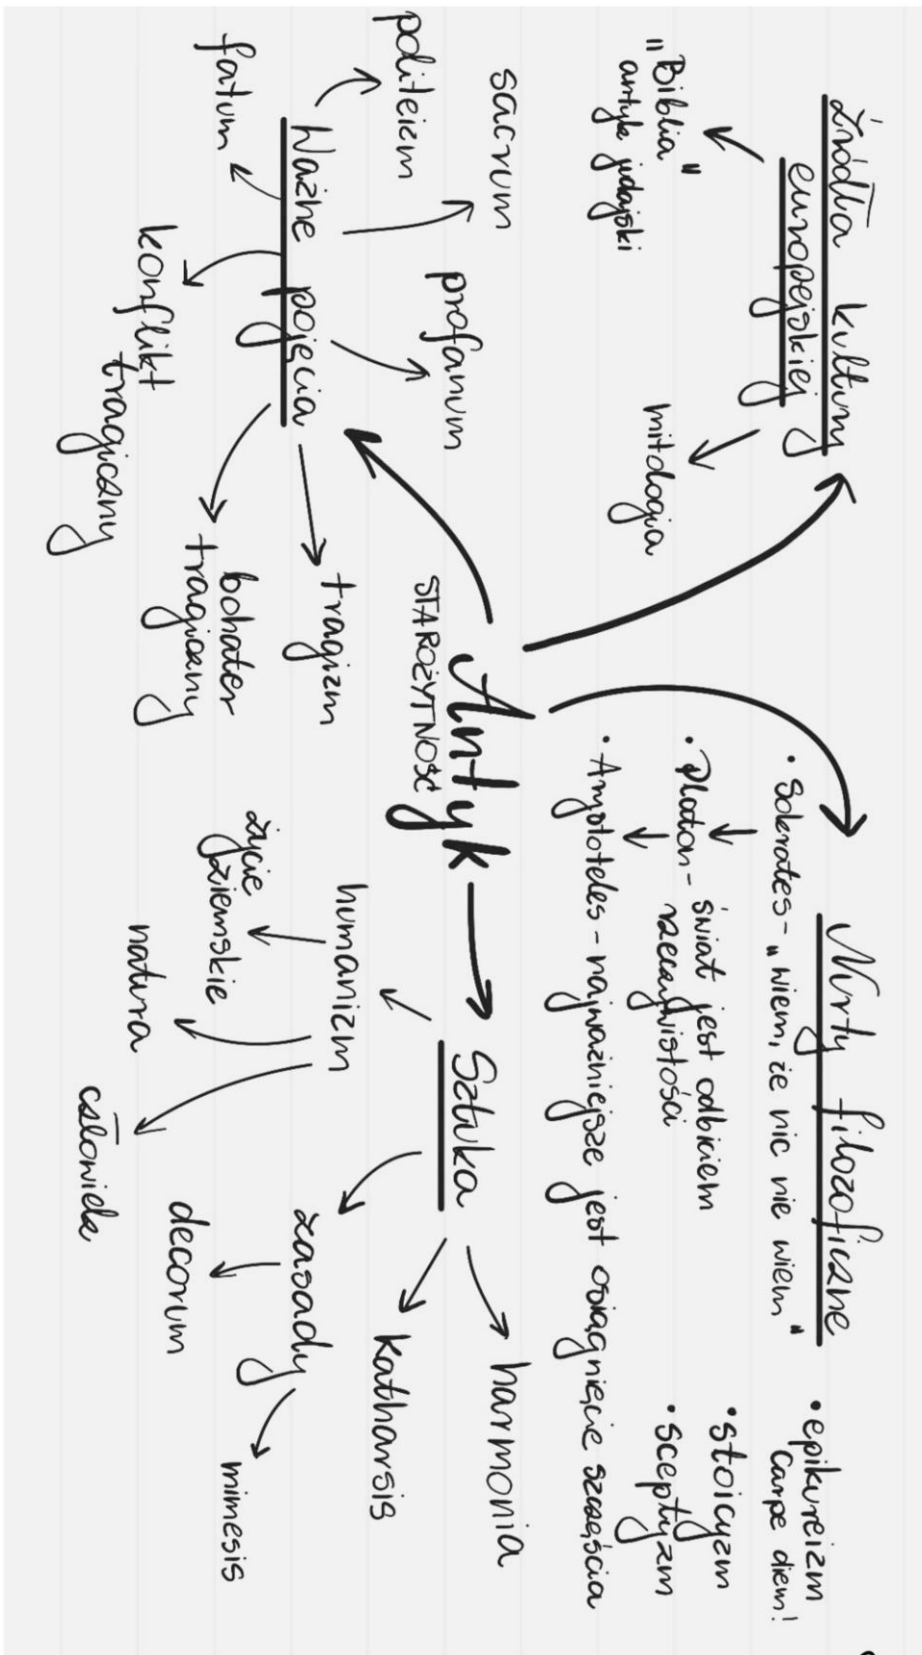 Źródła kultury
europejskiej
"Biblia"
antyk judajski
mitologia
Nurty filozoficzne
• Sokrates - "wiem, że nic nie wiem"
• Platon - świat jest odbiciem
rzeczywistości
• Arystoteles - najważniejsze jest osiągnięcie szczęścia
• epikureizm
Carpe diem!
• stoicyzm
• sceptyzm
Antyk
STAROŻYTNOŚĆ
Ważne pojęcia
sacrum
profanum
politeizm
fatum
konflikt
tragiczny
bohater
tragiczny
tragizm
Sztuka
harmonia
katharsis
zasady
decorum
mimesis
humanizm
życie
ziemskie
natura
człowiek